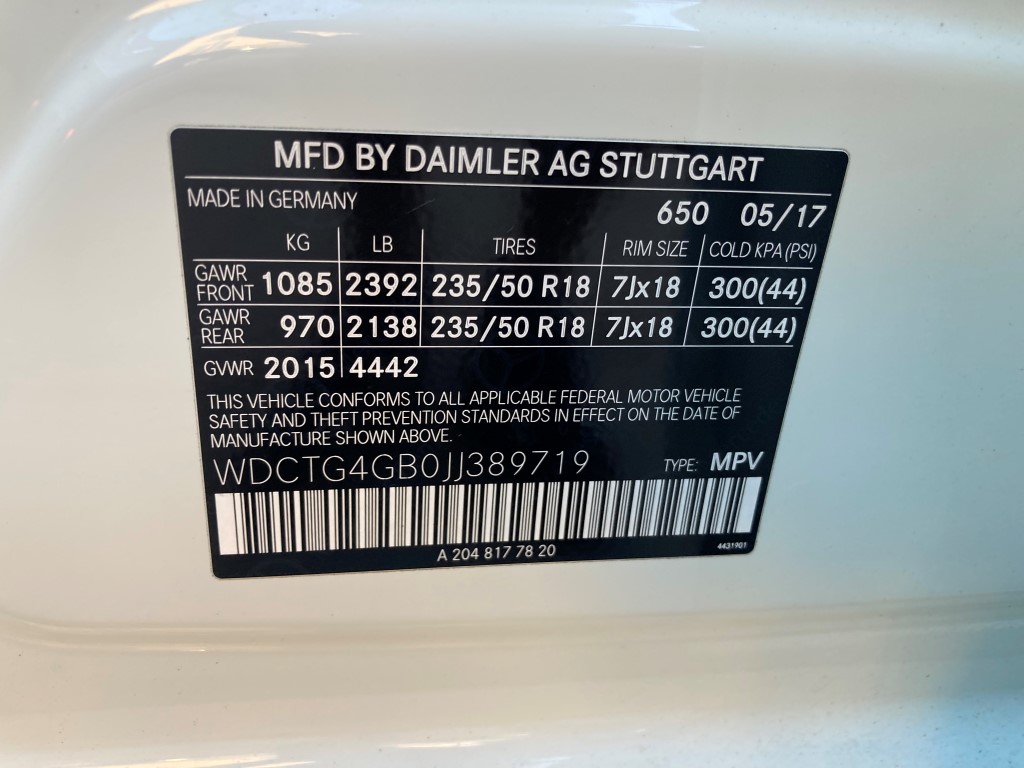 MFD BY DAIMLER AG STUTTGART
MADE IN GERMANY 650 05/17
KG LB TIRES RIM SIZE COLD KPA (PSI)
GAWR FRONT 1085 2392 235/50 R18 7Jx18 300(44)
GAWR REAR 970 2138 235/50 R18 7Jx18 300(44)
GVWR 2015 4442
THIS VEHICLE CONFORMS TO ALL APPLICABLE FEDERAL MOTOR VEHICLE
SAFETY AND THEFT PREVENTION STANDARDS IN EFFECT ON THE DATE OF
MANUFACTURE SHOWN ABOVE.
WDCTG4GB0JJ389719 TYPE: MPV
A 204 817 78 20 4431901